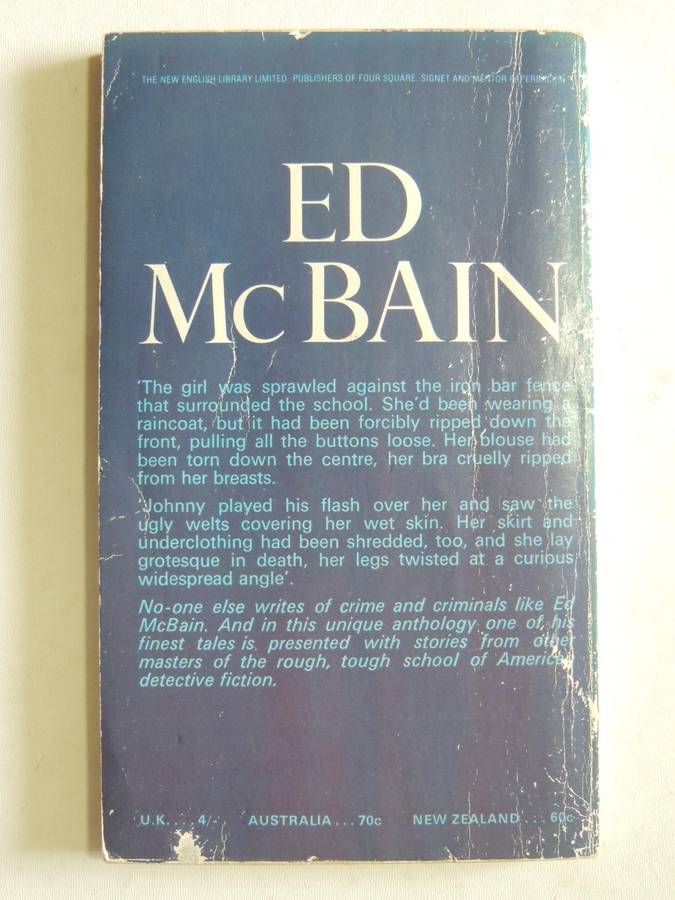 THE NEW ENGLISH LIBRARY LIMITED. PUBLISHERS OF FOUR SQUARE, SIGNET AND MENTOR PAPERBACKS
ED
McBAIN
'The girl was sprawled against the iron bar fence
that surrounded the school. She'd been wearing a
raincoat, but it had been forcibly ripped down the
front, pulling all the buttons loose. Her blouse had
been torn down the centre, her bra cruelly ripped
from her breasts.
'Johnny played his flash over her and saw the
ugly welts covering her wet skin. Her skirt and
underclothing had been shredded, too, and she lay
grotesque in death, her legs twisted at a curious
widespread angle'.
No-one else writes of crime and criminals like Ed
McBain. And in this unique anthology one of his
finest tales is presented with stories from other
masters of the rough, tough school of American
detective fiction.
U.K. ... 4/- AUSTRALIA ... 70c NEW ZEALAND ... 60c